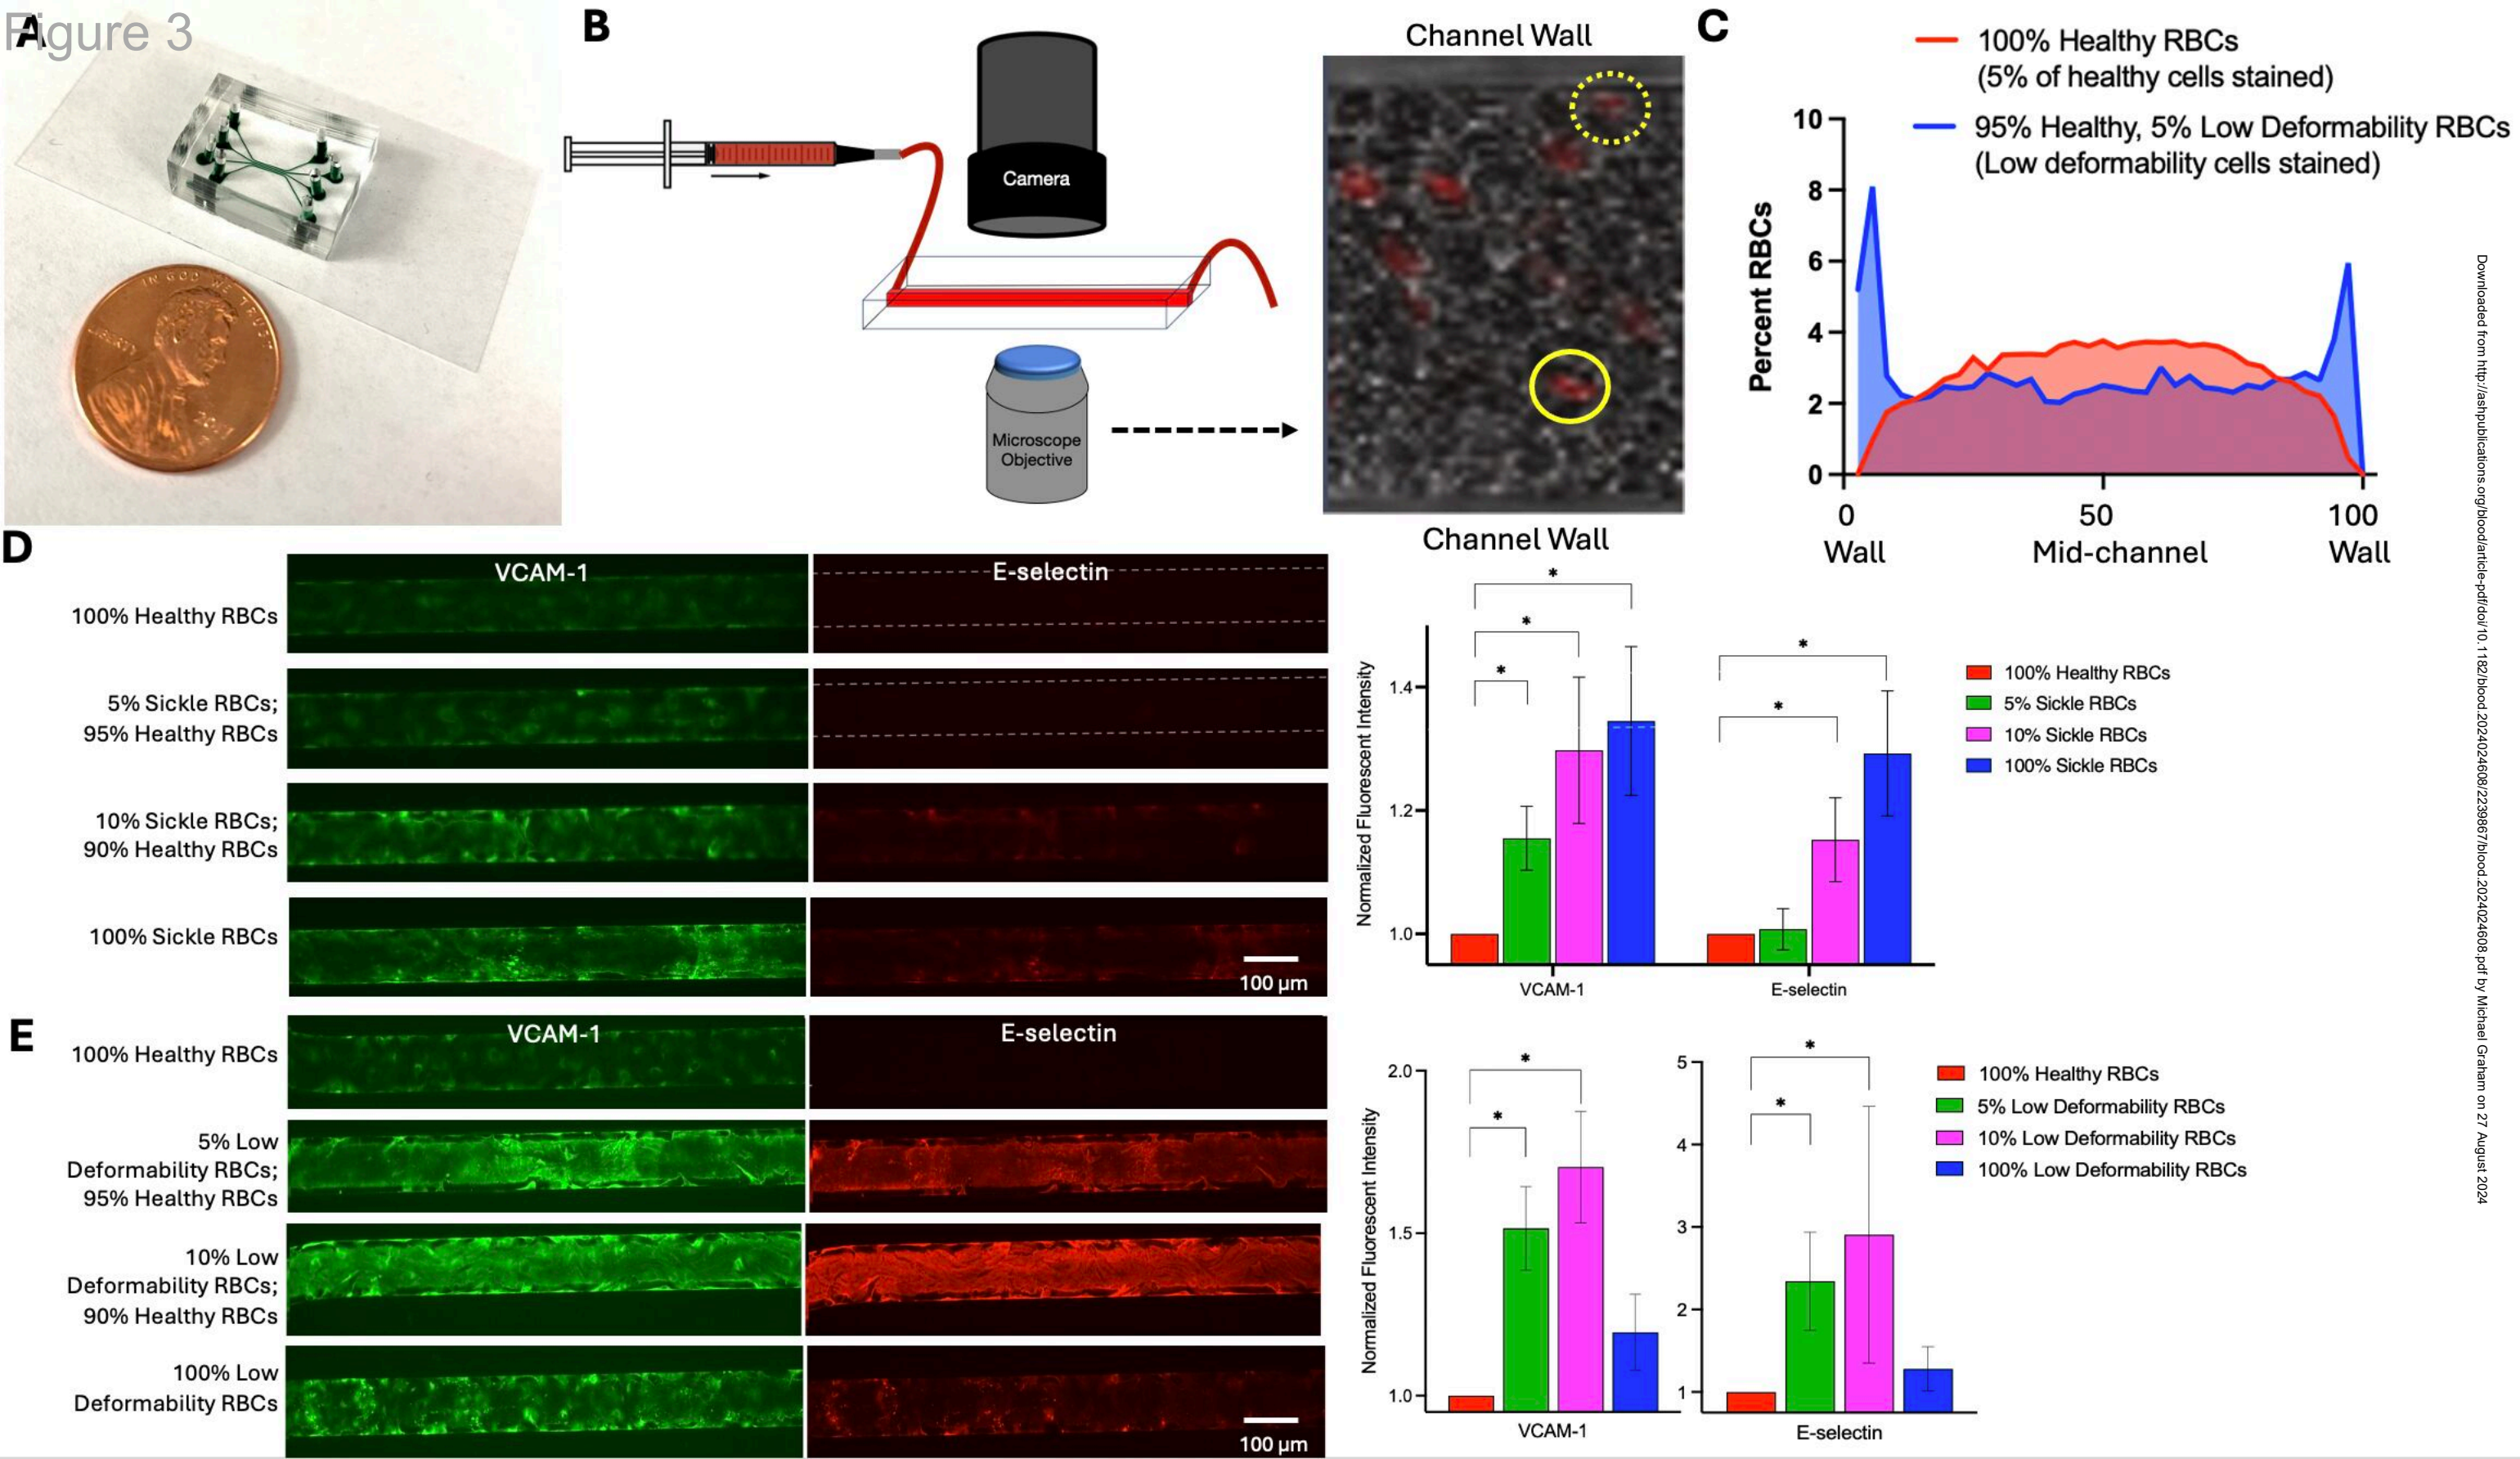 Figure 3
A
IN GOD WE TRUST
LIBERTY
B
Camera
Microscope
Objective
Channel Wall
Channel Wall
C
100% Healthy RBCs
(5% of healthy cells stained)
95% Healthy, 5% Low Deformability RBCs
(Low deformability cells stained)
Percent RBCs
10
8
6
4
2
0
0
50
100
Wall
Mid-channel
Wall
D
VCAM-1
E-selectin
100% Healthy RBCs
5% Sickle RBCs;
95% Healthy RBCs
10% Sickle RBCs;
90% Healthy RBCs
100% Sickle RBCs
100 µm
Normalized Fluorescent Intensity
1.4
1.2
1.0
*
*
*
*
*
VCAM-1
E-selectin
100% Healthy RBCs
5% Sickle RBCs
10% Sickle RBCs
100% Sickle RBCs
E
VCAM-1
E-selectin
100% Healthy RBCs
5% Low
Deformability RBCs;
95% Healthy RBCs
10% Low
Deformability RBCs;
90% Healthy RBCs
100% Low
Deformability RBCs
100 µm
Normalized Fluorescent Intensity
2.0
1.5
1.0
*
*
VCAM-1
5
4
3
2
1
*
*
E-selectin
100% Healthy RBCs
5% Low Deformability RBCs
10% Low Deformability RBCs
100% Low Deformability RBCs
Downloaded from http://ashpublications.org/blood/article-pdf/doi/10.1182/blood.2024024608/2239867/blood.2024024608.pdf by Michael Graham on 27 August 2024